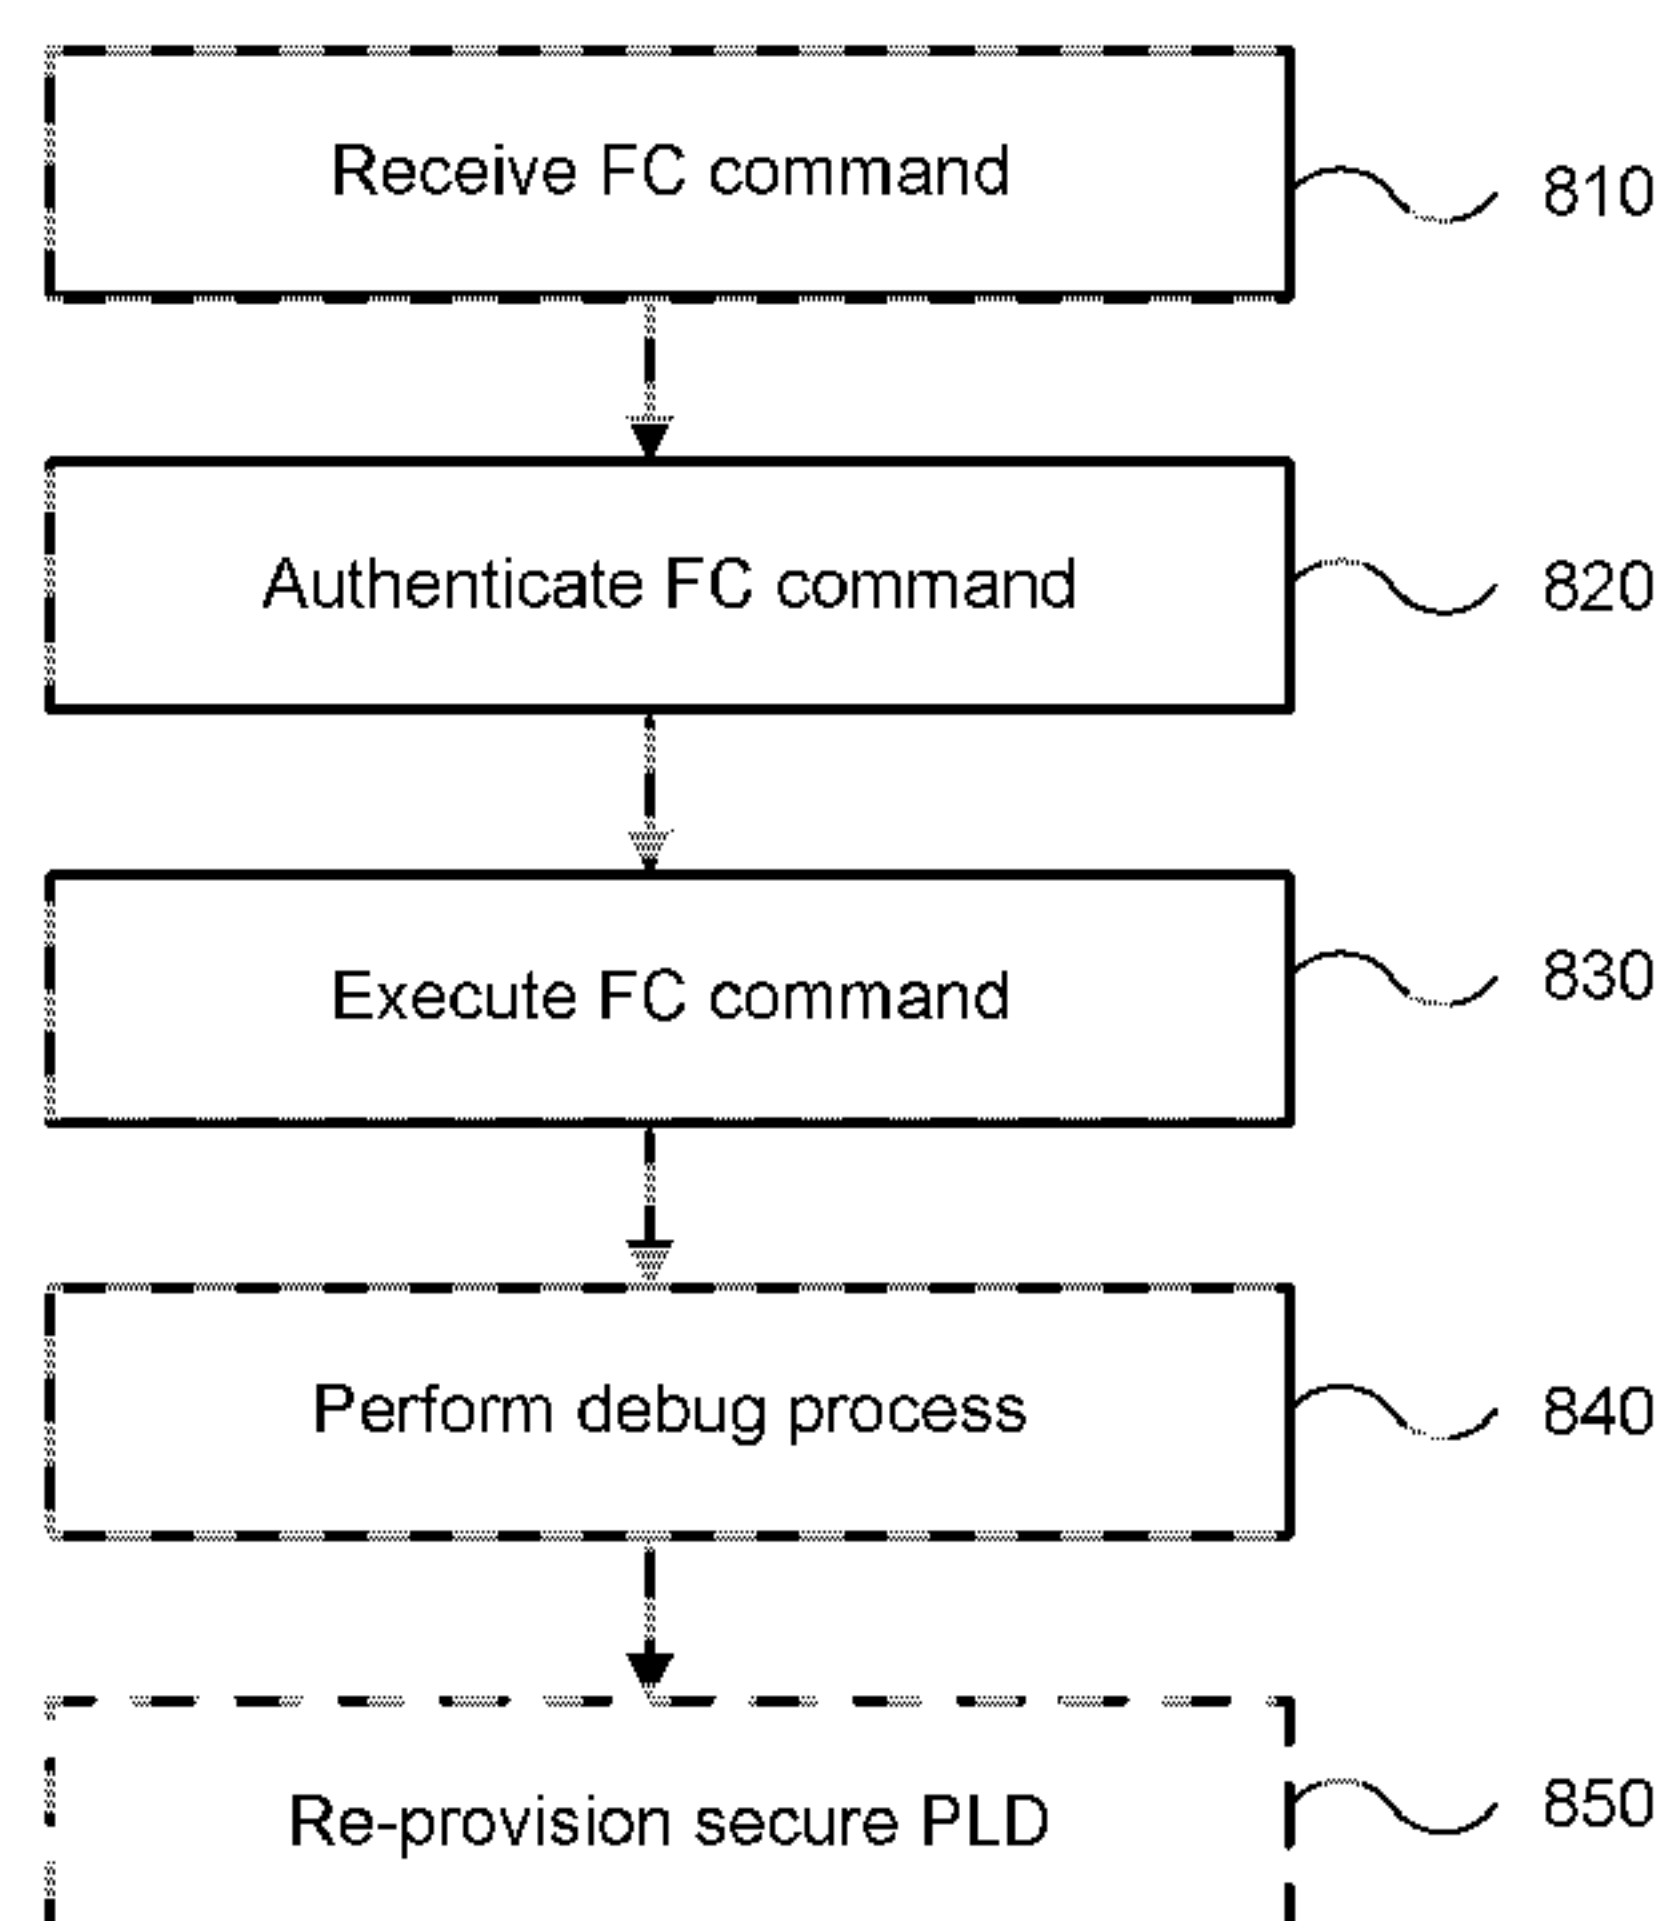 Receive FC command
810
Authenticate FC command
820
Execute FC command
830
Perform debug process
840
Re-provision secure PLD
850